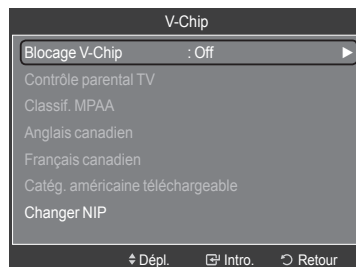 V-Chip
Blocage V-Chip : Off
Contrôle parental TV
Classif. MPAA
Anglais canadien
Français canadien
Catég. américaine téléchargeable
Changer NIP
Dépl. Intro. Retour